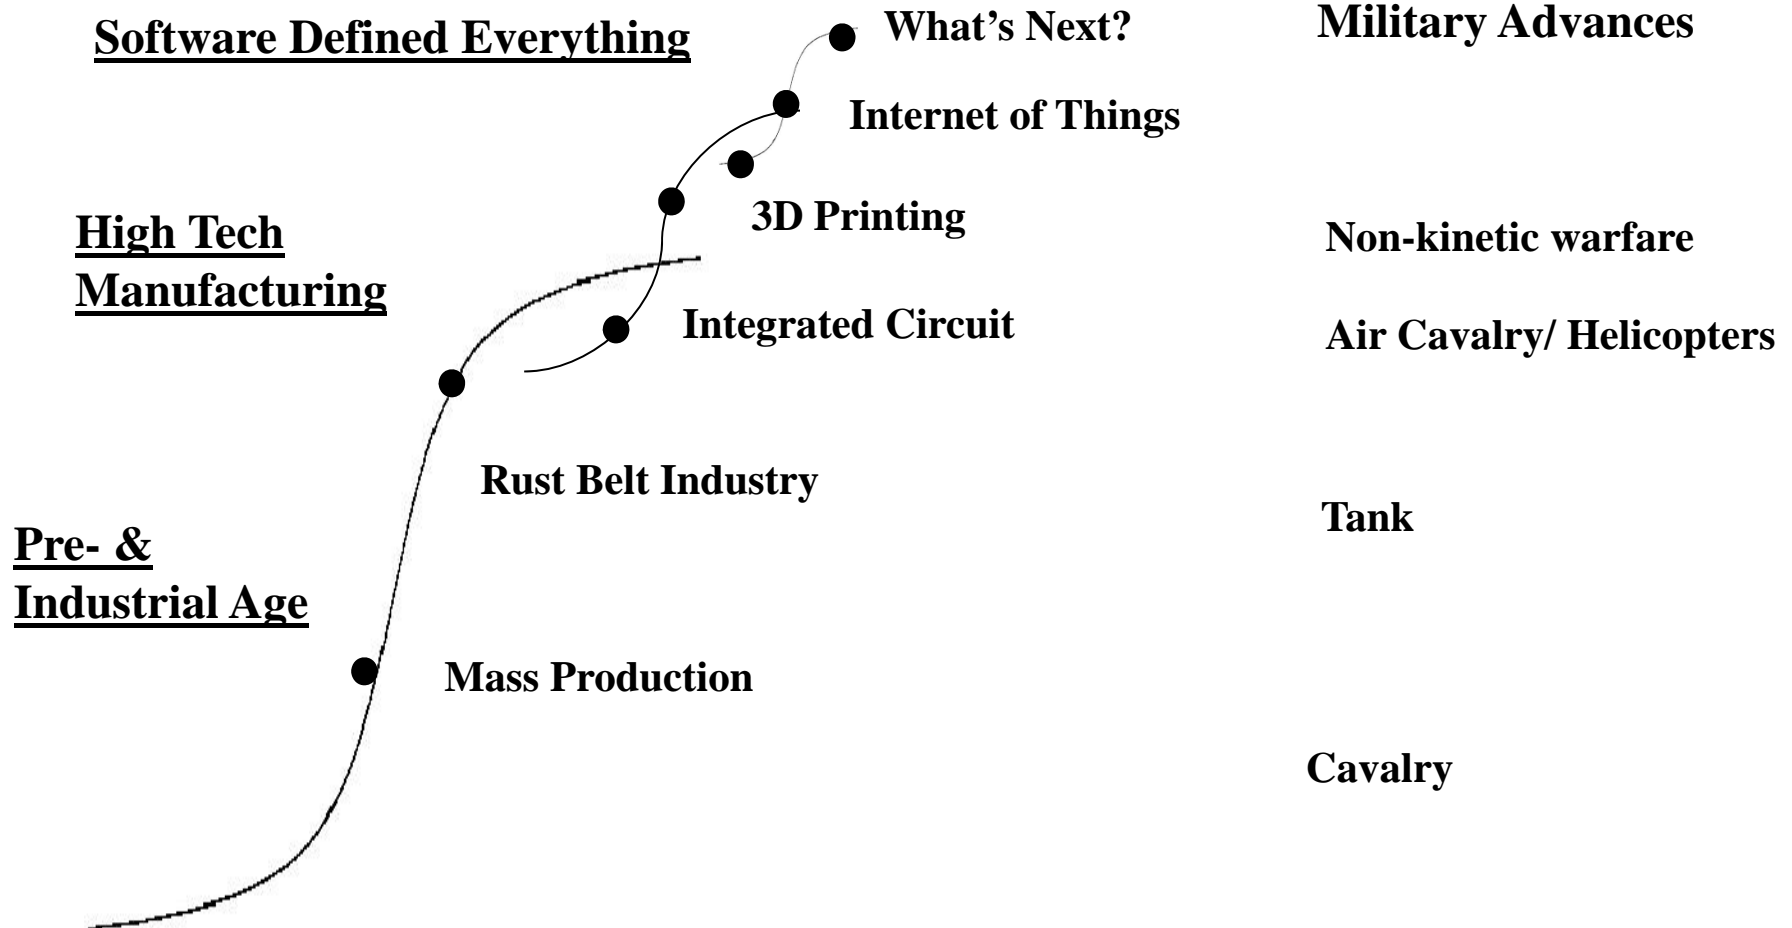 Software Defined Everything
What’s Next?
Military Advances
Internet of Things
High Tech
Manufacturing
3D Printing
Non-kinetic warfare
Integrated Circuit
Air Cavalry/ Helicopters
Rust Belt Industry
Tank
Pre- &
Industrial Age
Mass Production
Cavalry